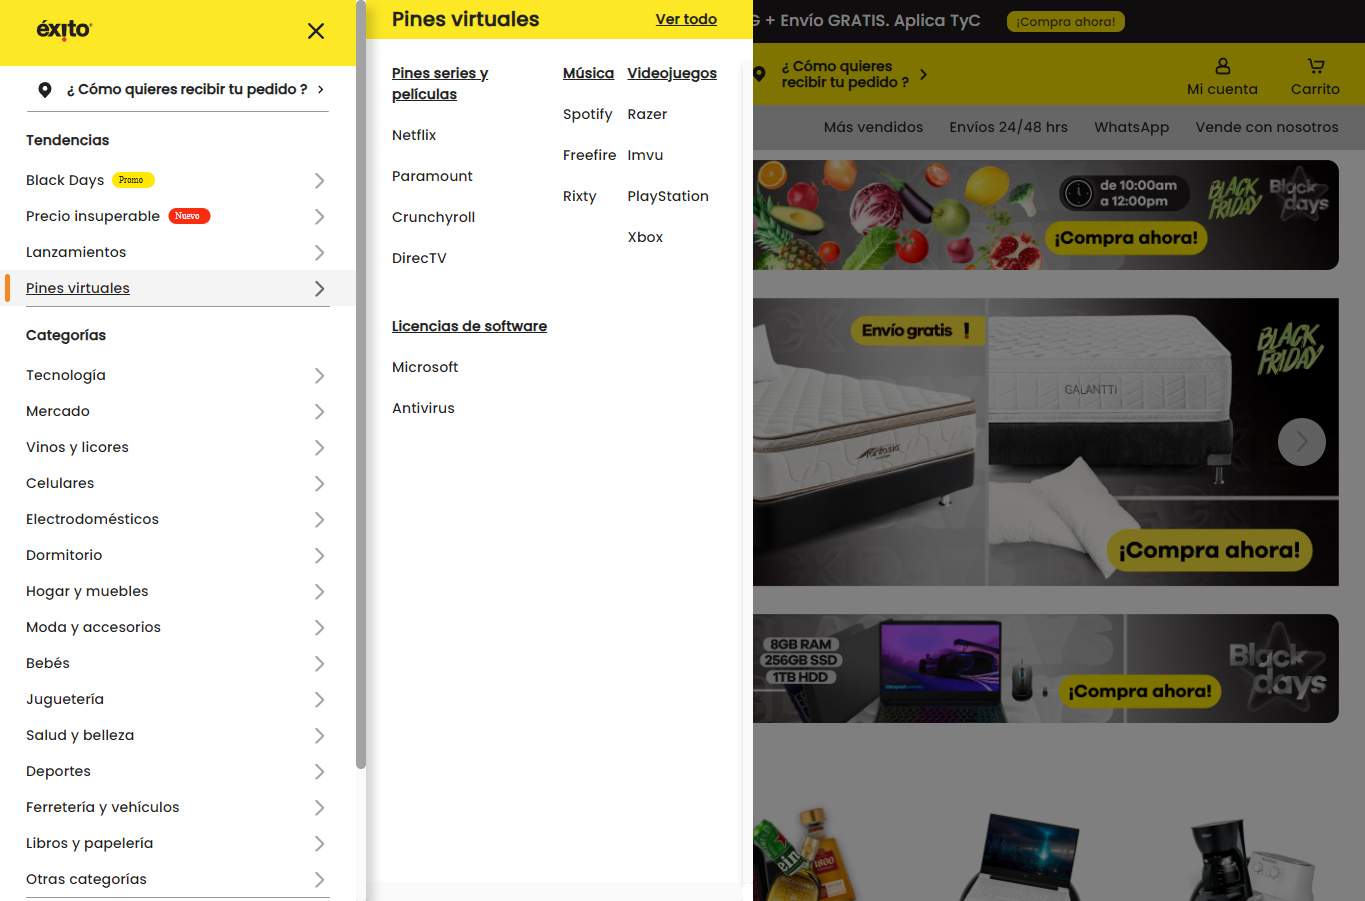 éxito
¿ Cómo quieres recibir tu pedido ?
Tendencias
Black Days Promo
Precio insuperable Nuevo
Lanzamientos
Pines virtuales
Categorías
Tecnología
Mercado
Vinos y licores
Celulares
Electrodomésticos
Dormitorio
Hogar y muebles
Moda y accesorios
Bebés
Juguetería
Salud y belleza
Deportes
Ferretería y vehículos
Libros y papelería
Otras categorías
Pines virtuales
Ver todo
Pines series y
películas
Netflix
Paramount
Crunchyroll
DirecTV
Música
Spotify
Freefire
Rixty
Videojuegos
Razer
Imvu
PlayStation
Xbox
Licencias de software
Microsoft
Antivirus
+ Envío GRATIS. Aplica TyC
¡Compra ahora!
¿ Cómo quieres
recibir tu pedido ?
Mi cuenta
Carrito
Más vendidos
Envíos 24/48 hrs
WhatsApp
Vende con nosotros
de 10:00am
a 12:00pm
BLACK
FRIDAY
Black
days
¡Compra ahora!
Envío gratis !
BLACK
FRIDAY
GALANTTI
fantasia
¡Compra ahora!
8GB RAM
256GB SSD
1TB HDD
¡Compra ahora!
Black
days
1800